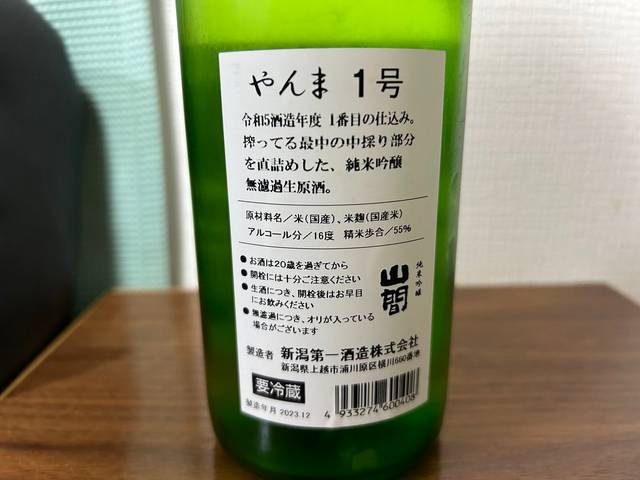 やんま 1号
令和5酒造年度 1番目の仕込み。
搾ってる最中の中採り部分
を直詰めした、純米吟醸
無濾過生原酒。
原材料名/米(国産)、米麹(国産米)
アルコール分/16度 精米歩合/55%
●お酒は20歳を過ぎてから
●開栓には十分ご注意ください
●生酒につき、開栓後はお早目
にお飲みください
●無濾過につき、オリが入っている
場合がございます
純米吟醸
山間
製造者 新潟第一酒造株式会社
新潟県上越市浦川原区横川660番地
要冷蔵
製造年月 2023.12
4 933274 600408